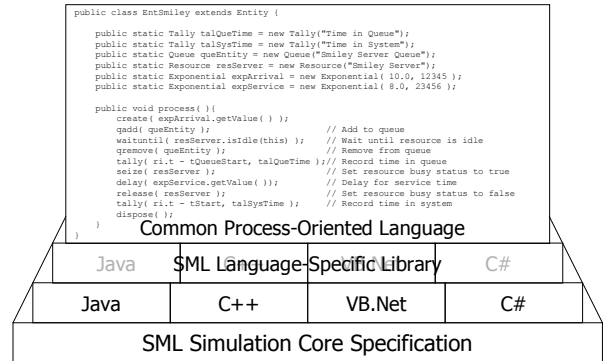 public class EntSmiley extends Entity {
public static Tally talQueTime = new Tally("Time in Queue");
public static Tally talSysTime = new Tally("Time in System");
public static Queue queEntity = new Queue("Smiley Server Queue");
public static Resource resServer = new Resource("Smiley Server");
public static Exponential expArrival = new Exponential( 10.0, 12345 );
public static Exponential expService = new Exponential( 8.0, 23456 );
public void process( ){
create( expArrival.getValue( ) );
qadd( queEntity ); // Add to queue
waituntil( resServer.isIdle(this) ); // Wait until resource is idle
qremove( queEntity ); // Remove from queue
tally( ri.t - tQueueStart, talQueTime );// Record time in queue
seize( resServer ); // Set resource busy status to true
delay( expService.getValue( )); // Delay for service time
release( resServer ); // Set resource busy status to false
tally( ri.t - tStart, talSysTime ); // Record time in system
dispose( );
}
}
Common Process-Oriented Language
Java C++ VB.Net C#
SML Language-Specific Library
Java C++ VB.Net C#
SML Simulation Core Specification